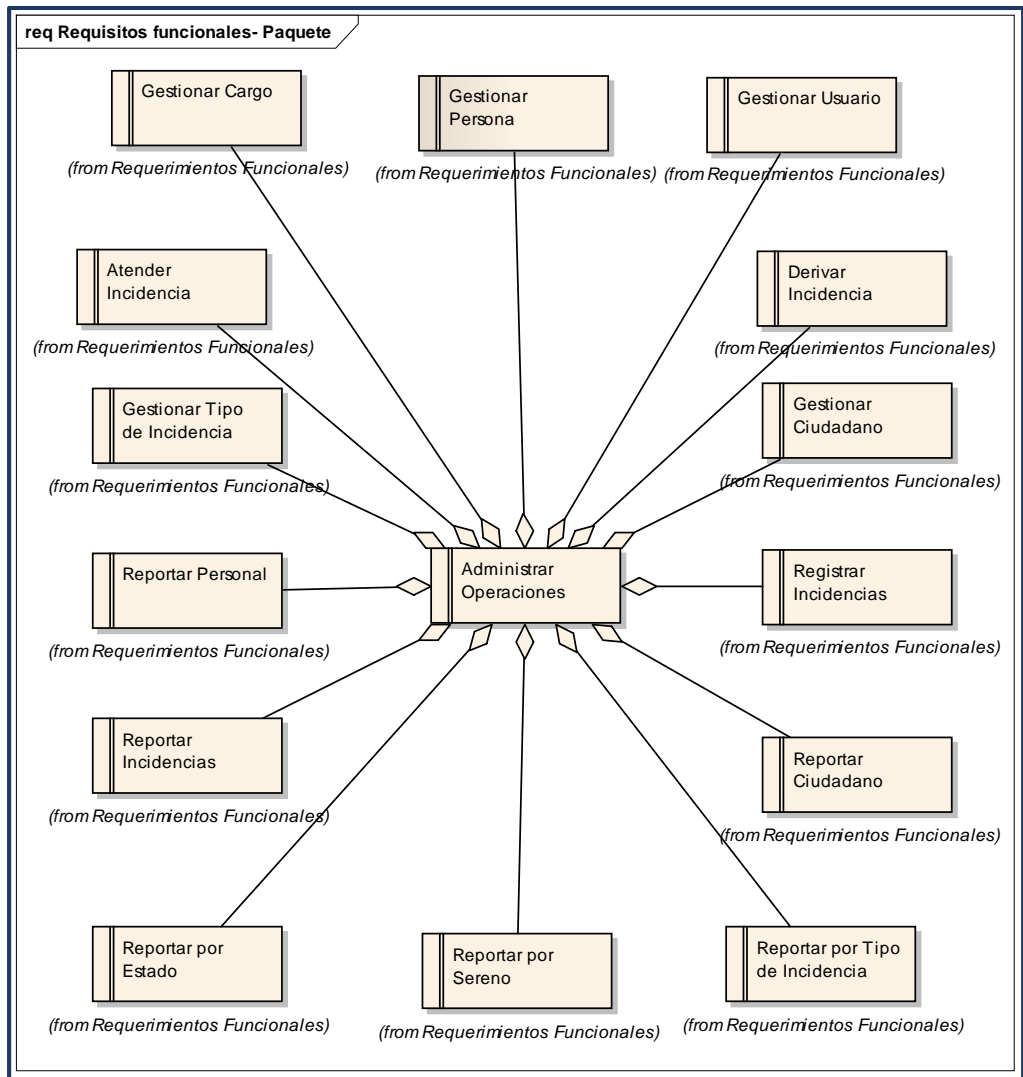 req Requisitos funcionales- Paquete
Gestionar Cargo
(from Requerimientos Funcionales)
Gestionar
Persona
(from Requerimientos Funcionales)
Gestionar Usuario
(from Requerimientos Funcionales)
Atender
Incidencia
(from Requerimientos Funcionales)
Derivar
Incidencia
(from Requerimientos Funcionales)
Gestionar Tipo
de Incidencia
(from Requerimientos Funcionales)
Gestionar
Ciudadano
(from Requerimientos Funcionales)
Reportar Personal
(from Requerimientos Funcionales)
Administrar
Operaciones
Registrar
Incidencias
(from Requerimientos Funcionales)
Reportar
Incidencias
(from Requerimientos Funcionales)
Reportar
Ciudadano
(from Requerimientos Funcionales)
Reportar por
Estado
(from Requerimientos Funcionales)
Reportar por
Sereno
(from Requerimientos Funcionales)
Reportar por Tipo
de Incidencia
(from Requerimientos Funcionales)